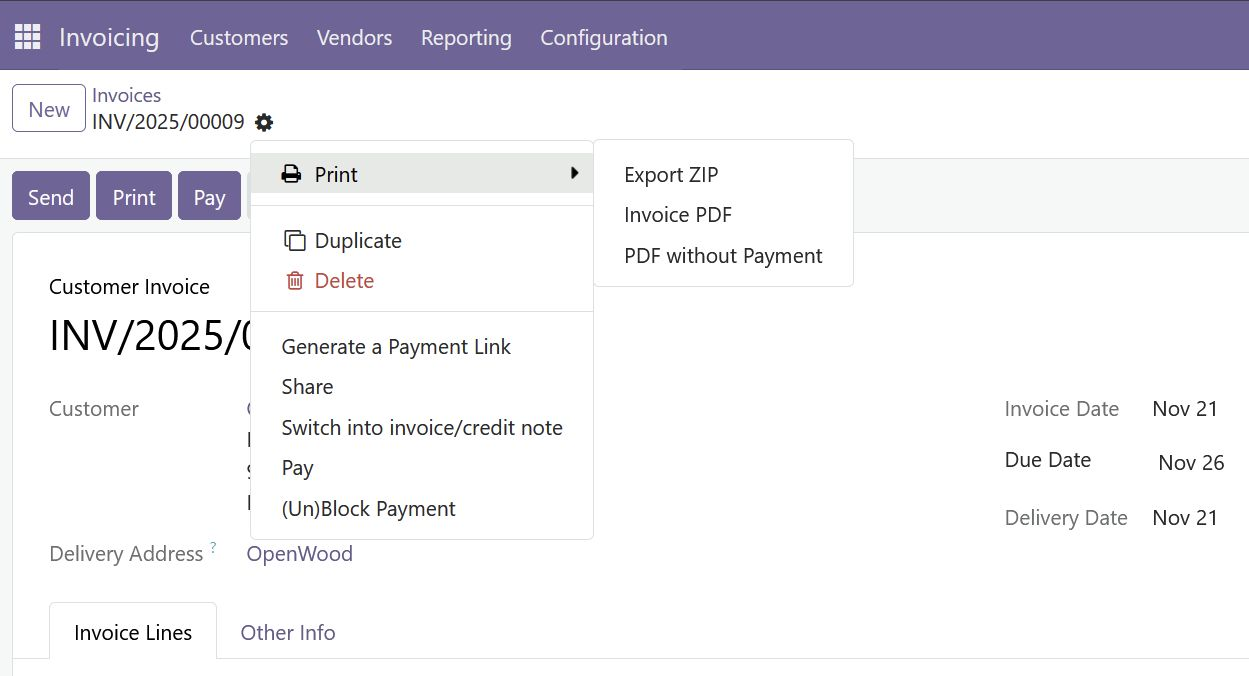 Invoicing Customers Vendors Reporting Configuration
New
Invoices
INV/2025/00009
Send Print Pay
Print
Duplicate
Delete
Generate a Payment Link
Share
Switch into invoice/credit note
Pay
(Un)Block Payment
Export ZIP
Invoice PDF
PDF without Payment
Customer Invoice
INV/2025/
Customer
Invoice Date Nov 21
Due Date Nov 26
Delivery Date Nov 21
Delivery Address ? OpenWood
Invoice Lines Other Info